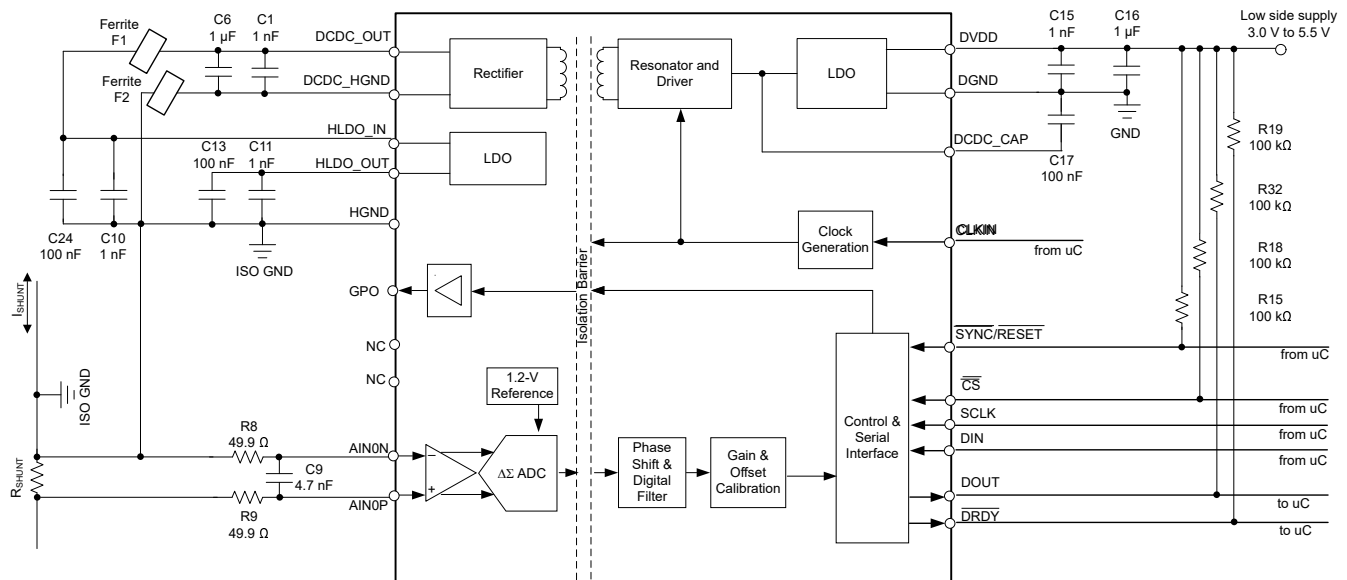 Ferrite
F1
C6
1 µF
C1
1 nF
DCDC_OUT
Ferrite
F2
DCDC_HGND
HLDO_IN
C13
100 nF
C11
1 nF
HLDO_OUT
HGND
C24
100 nF
C10
1 nF
ISO GND
GPO
I SHUNT
NC
NC
ISO GND
R SHUNT
R8
49.9 Ω
AIN0N
C9
4.7 nF
AIN0P
R9
49.9 Ω
Rectifier
Resonator and
Driver
LDO
LDO
Clock
Generation
Isolation Barrier
1.2-V
Reference
−
+
ΔΣ ADC
Phase
Shift &
Digital
Filter
Gain &
Offset
Calibration
Control &
Serial
Interface
DVDD
DGND
DCDC_CAP
C15
1 nF
C16
1 µF
Low side supply
3.0 V to 5.5 V
GND
C17
100 nF
R19
100 kΩ
R32
100 kΩ
R18
100 kΩ
R15
100 kΩ
CLKIN
from uC
SYNC/RESET
from uC
CS
from uC
SCLK
from uC
DIN
from uC
DOUT
to uC
DRDY
to uC